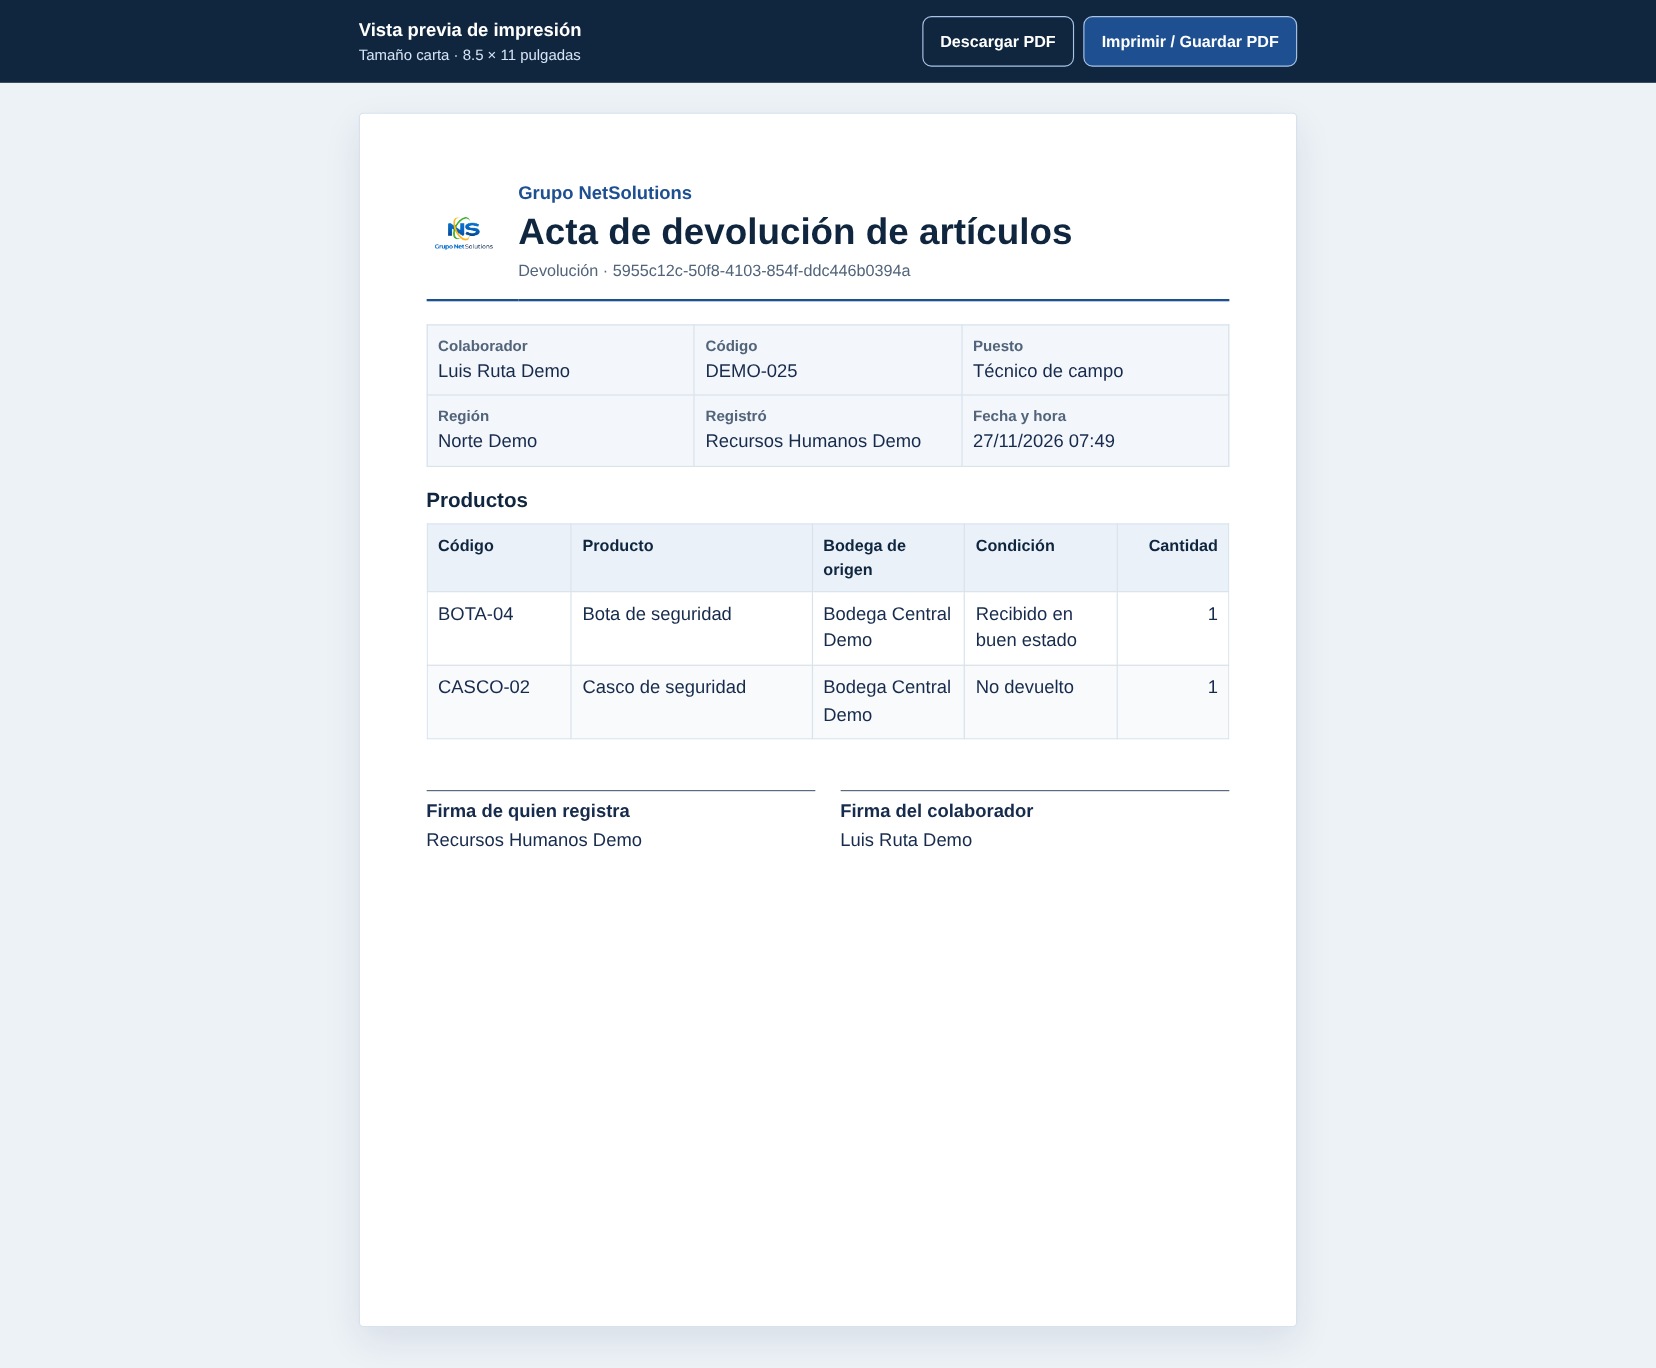 Vista previa de impresión
Tamaño carta · 8.5 × 11 pulgadas
Descargar PDF
Imprimir / Guardar PDF
NS
Grupo NetSolutions
Grupo NetSolutions
Acta de devolución de artículos
Devolución · 5955c12c-50f8-4103-854f-ddc446b0394a
Colaborador
Luis Ruta Demo
Código
DEMO-025
Puesto
Técnico de campo
Región
Norte Demo
Registró
Recursos Humanos Demo
Fecha y hora
27/11/2026 07:49
Productos
Código
Producto
Bodega de
origen
Condición
Cantidad
BOTA-04
Bota de seguridad
Bodega Central
Demo
Recibido en
buen estado
1
CASCO-02
Casco de seguridad
Bodega Central
Demo
No devuelto
1
Firma de quien registra
Recursos Humanos Demo
Firma del colaborador
Luis Ruta Demo